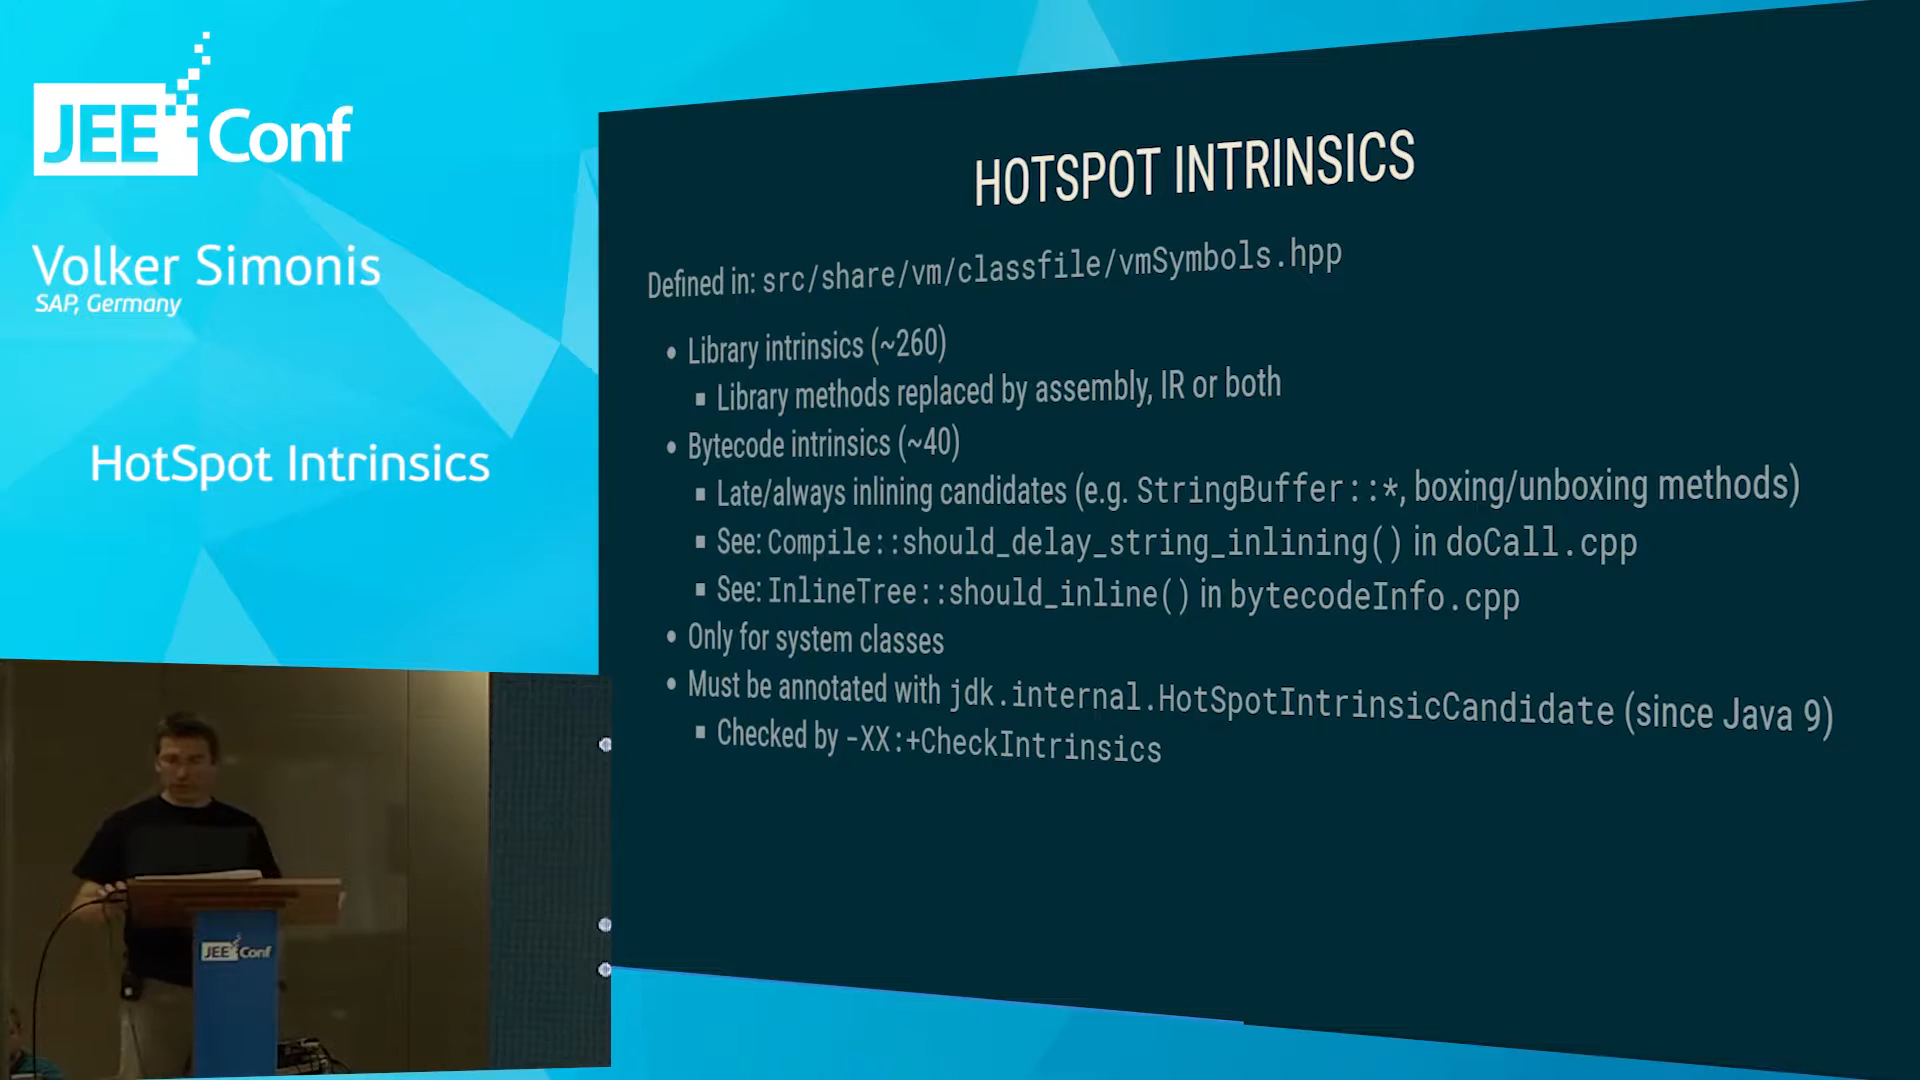 JEE Conf
Volker Simonis
SAP, Germany
HotSpot Intrinsics
HOTSPOT INTRINSICS
Defined in: src/share/vm/classfile/vmSymbols.hpp
• Library intrinsics (~260)
▪ Library methods replaced by assembly, IR or both
• Bytecode intrinsics (~40)
▪ Late/always inlining candidates (e.g. StringBuffer::*, boxing/unboxing methods)
▪ See: Compile::should_delay_string_inlining() in doCall.cpp
▪ See: InlineTree::should_inline() in bytecodeInfo.cpp
• Only for system classes
• Must be annotated with jdk.internal.HotSpotIntrinsicCandidate (since Java 9)
▪ Checked by -XX:+CheckIntrinsics
JEE Conf